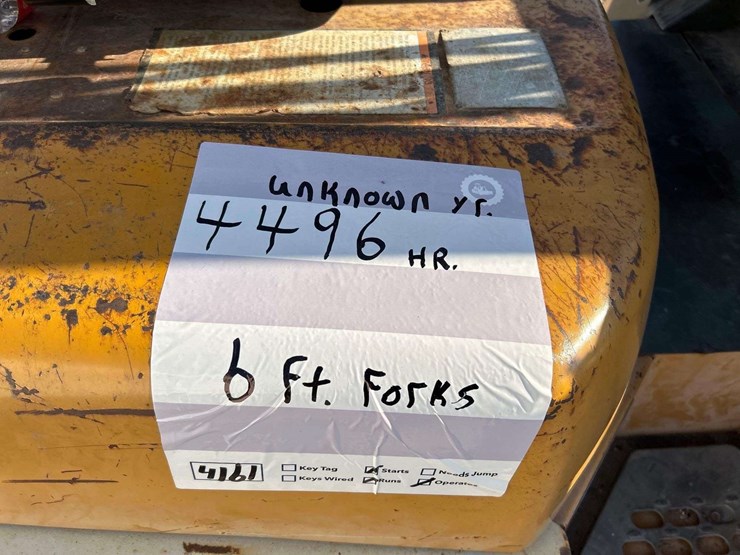 unknown yr.
4496 HR.
6 Ft. Forks
4161
Key Tag
Starts
Needs Jump
Keys Wired
Runs
Operates